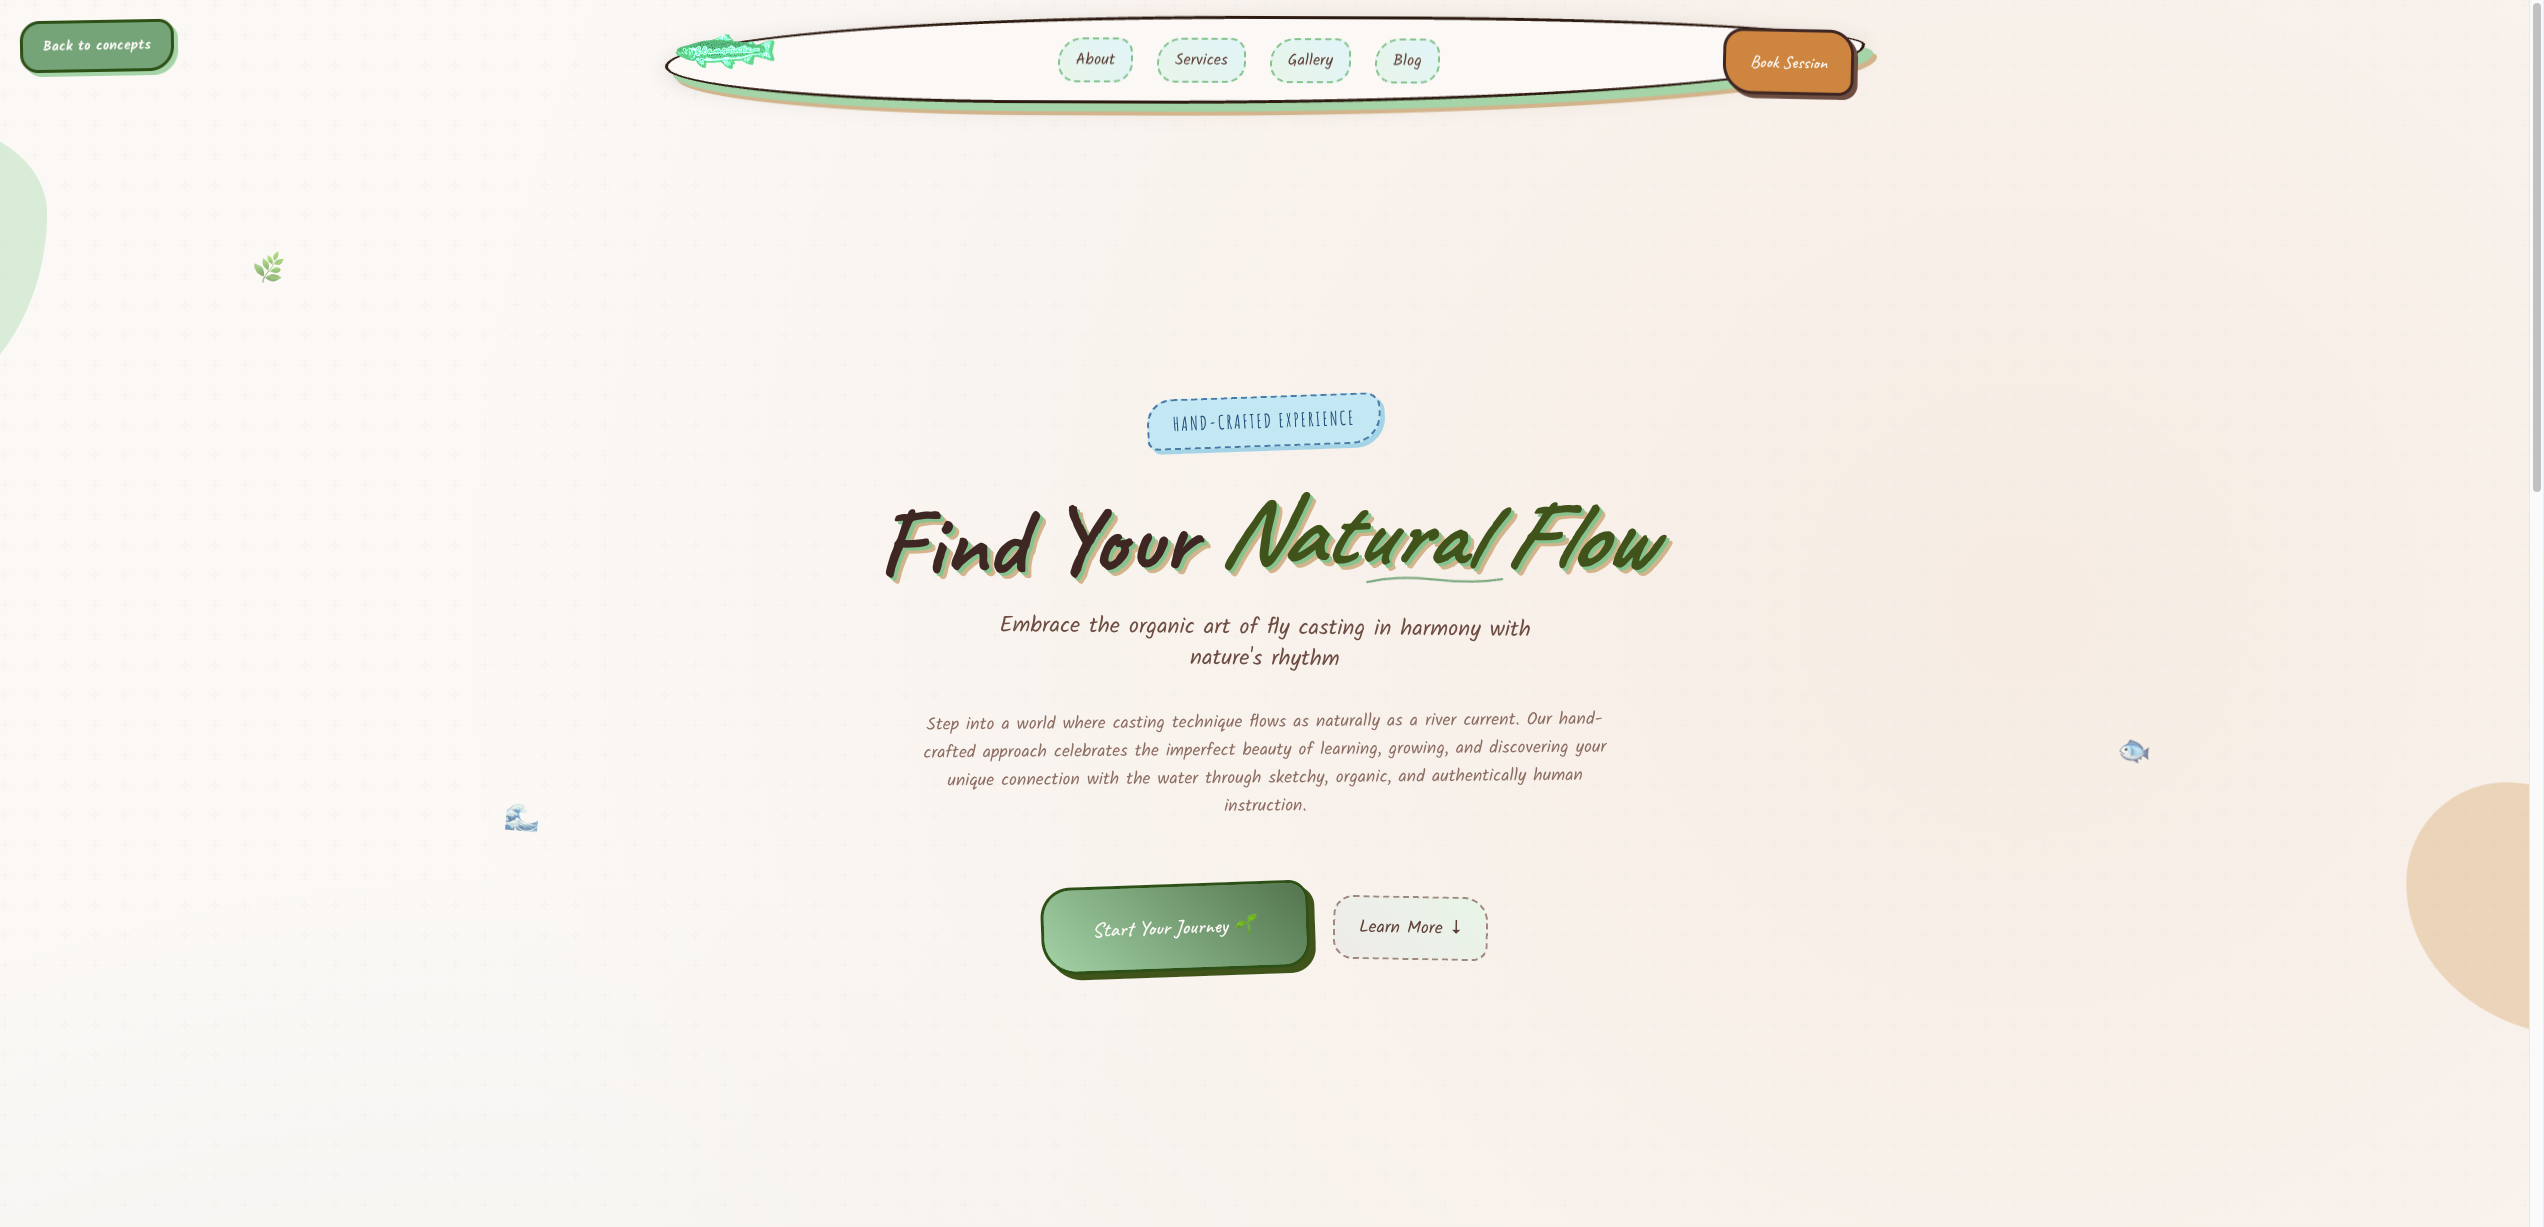 Back to concepts
About
Services
Gallery
Blog
Book Session
HAND-CRAFTED EXPERIENCE
Find Your Natural Flow
Embrace the organic art of fly casting in harmony with
nature's rhythm
Step into a world where casting technique flows as naturally as a river current. Our hand-
crafted approach celebrates the imperfect beauty of learning, growing, and discovering your
unique connection with the water through sketchy, organic, and authentically human
instruction.
Start Your Journey
Learn More ↓